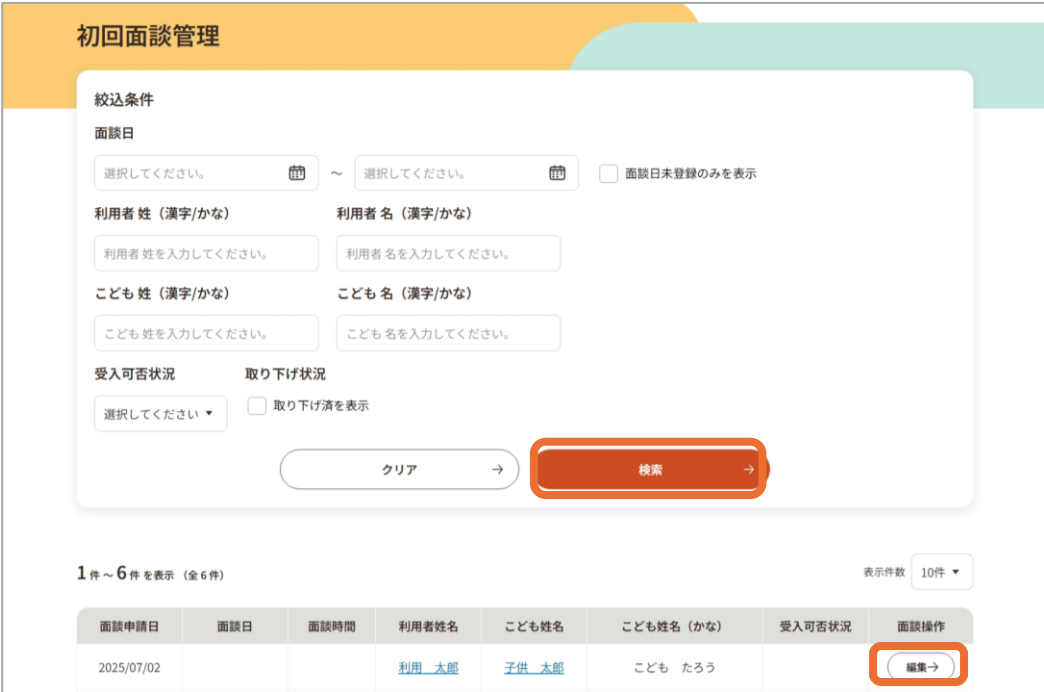 初回面談管理
絞込条件
面談日
選択してください。 ～ 選択してください。 面談日未登録のみを表示
利用者 姓（漢字/かな） 利用者 名（漢字/かな）
利用者 姓を入力してください。 利用者 名を入力してください。
こども 姓（漢字/かな） こども 名（漢字/かな）
こども 姓を入力してください。 こども 名を入力してください。
受入可否状況 取り下げ状況
選択してください ▼ 取り下げ済を表示
クリア → 検索 →
1 件 ～ 6 件 を表示 （全 6 件） 表示件数 10件 ▼
面談申請日 面談日 面談時間 利用者姓名 こども姓名 こども姓名（かな） 受入可否状況 面談操作
2025/07/02 利用　太郎 子供　太郎 こども　たろう 編集→